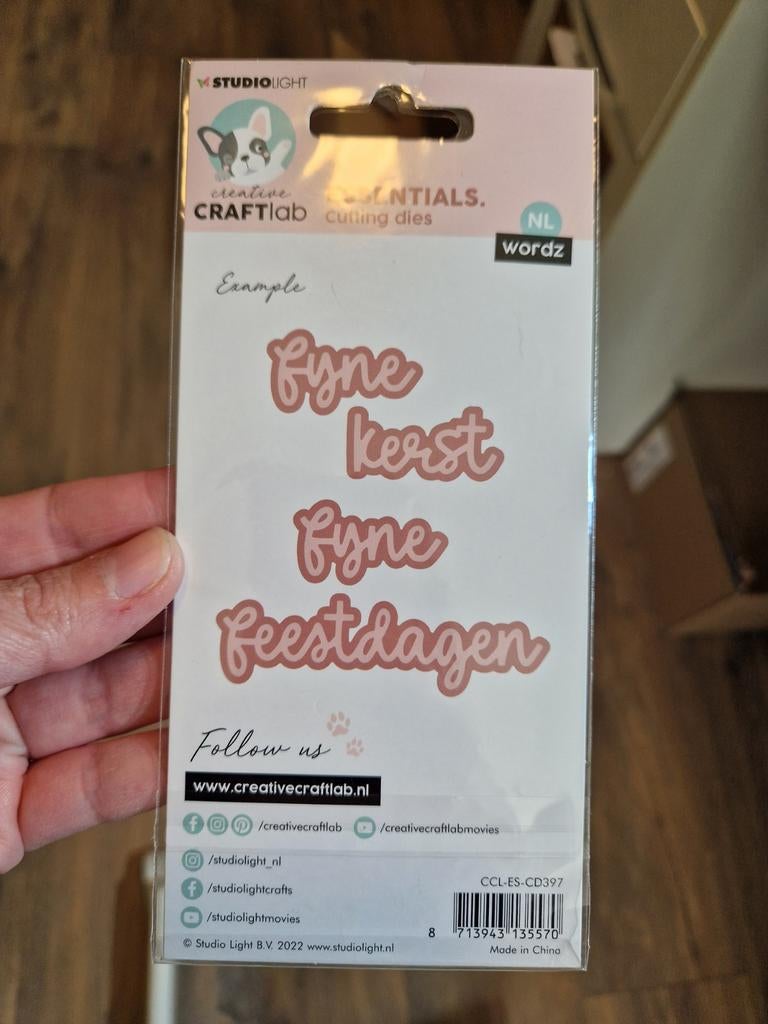 STUDIOLIGHT
creative
CRAFTlab
ESSENTIALS.
cutting dies
NL
wordz
Example
fyne
kerst
fyne
feestdagen
Follow us
www.creativecraftlab.nl
/creativecraftlab /creativecraftlabmovies
/studiolight_nl
/studiolightcrafts
/studiolightmovies
CCL-ES-CD397
8 713943 135570
© Studio Light B.V. 2022 www.studiolight.nl
Made in China